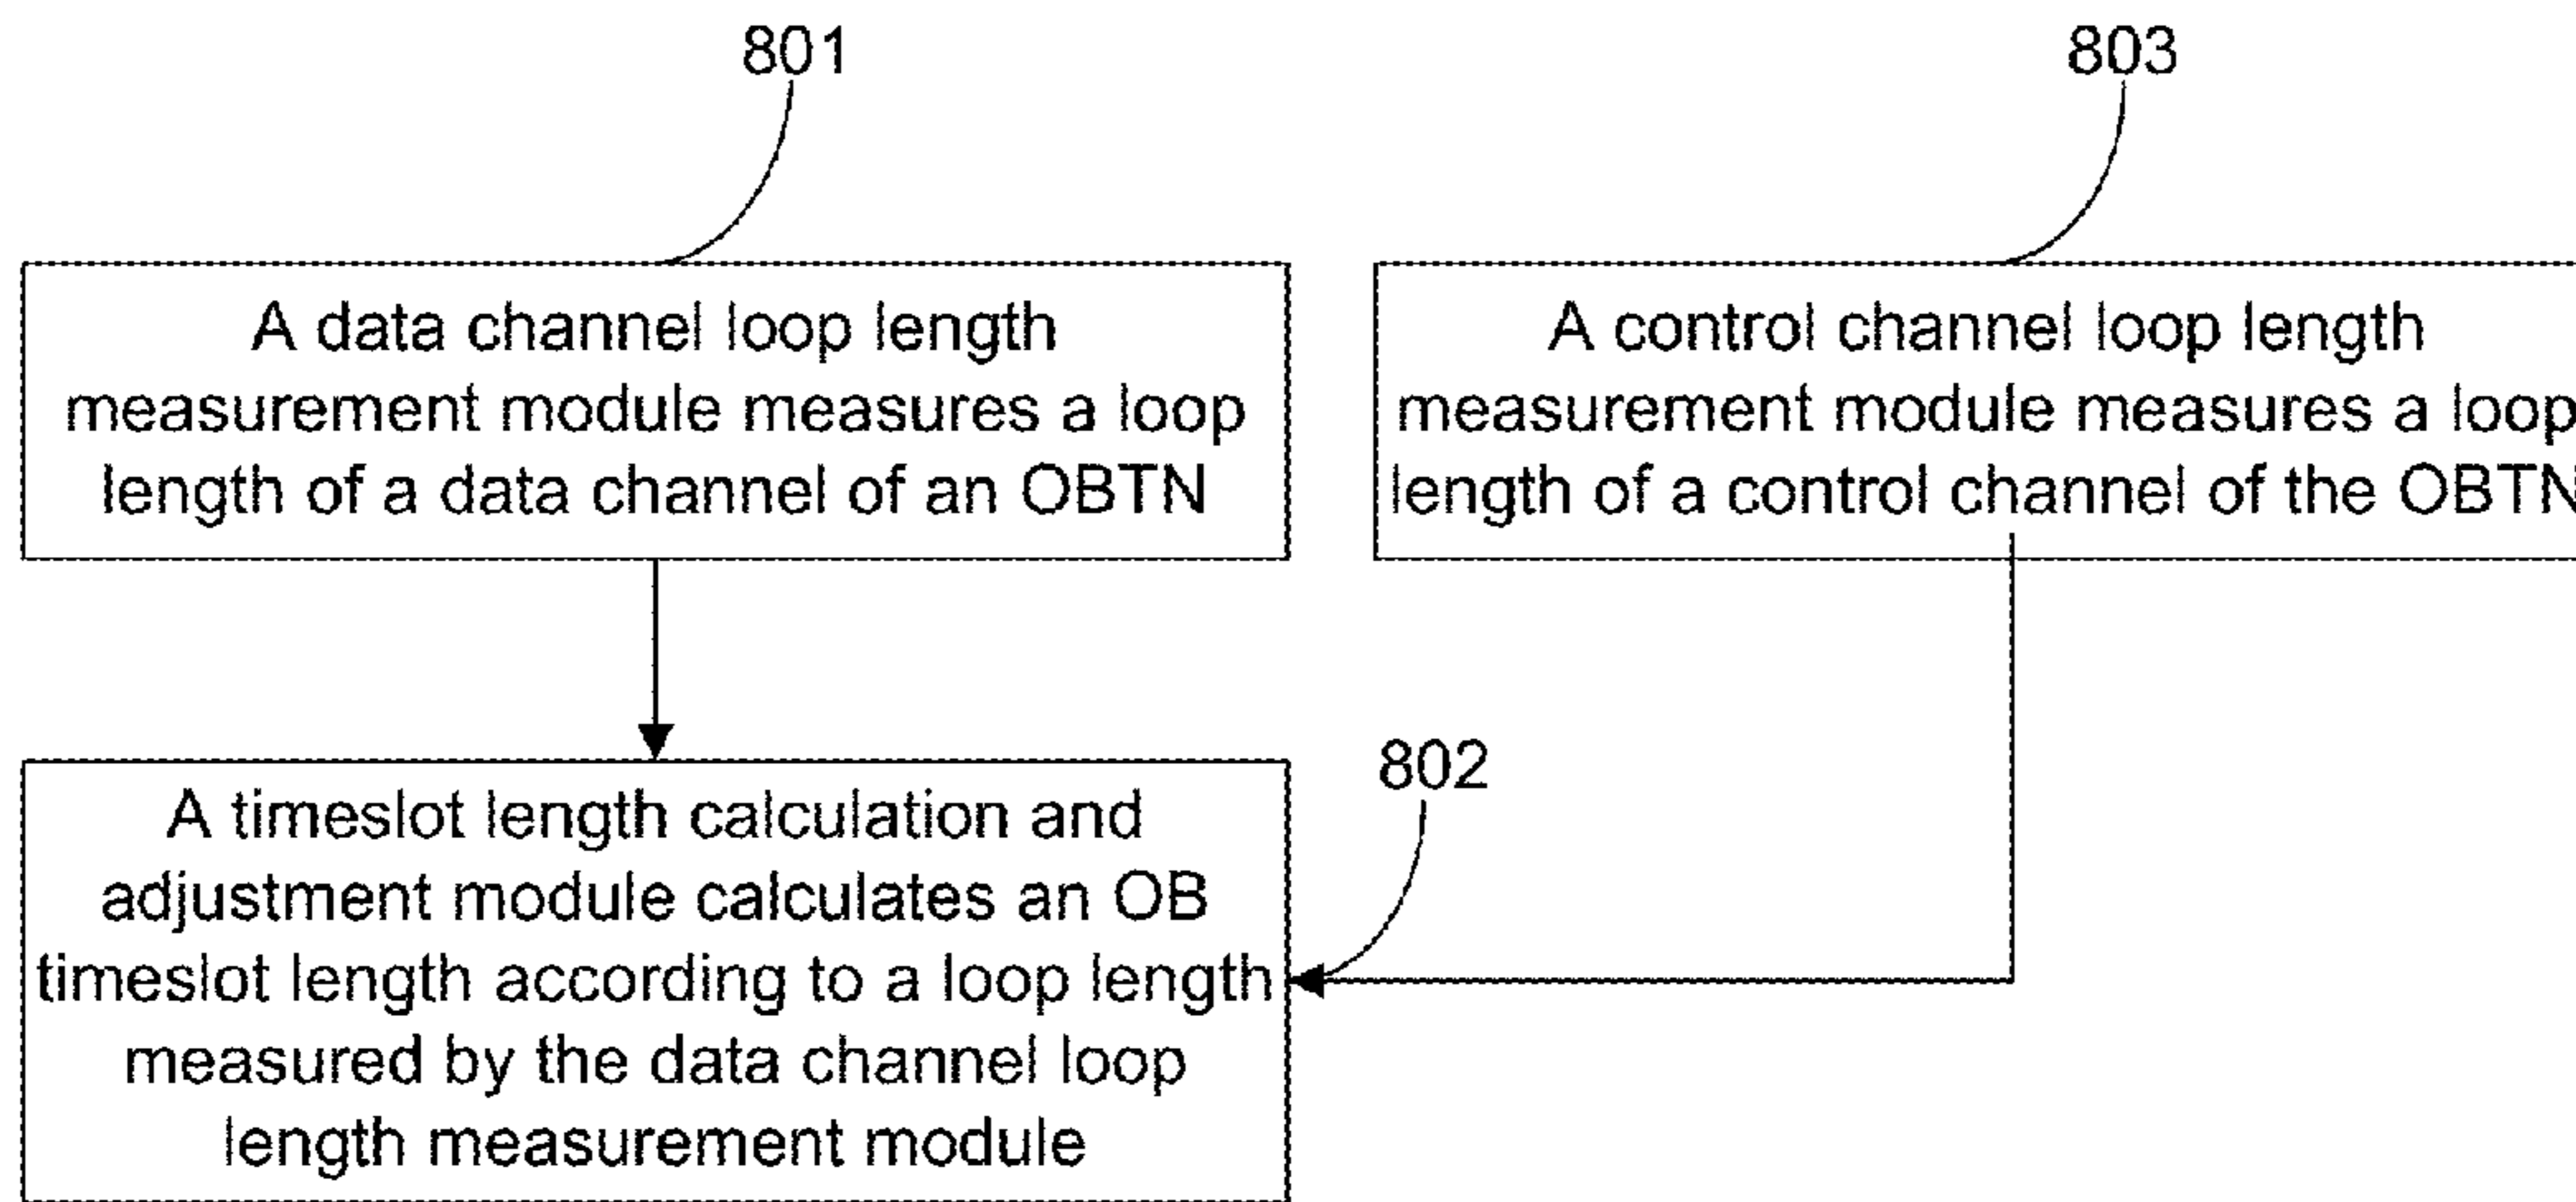 801
803
A data channel loop length
measurement module measures a loop
length of a data channel of an OBTN
A control channel loop length
measurement module measures a loop
length of a control channel of the OBTN
802
A timeslot length calculation and
adjustment module calculates an OB
timeslot length according to a loop length
measured by the data channel loop
length measurement module